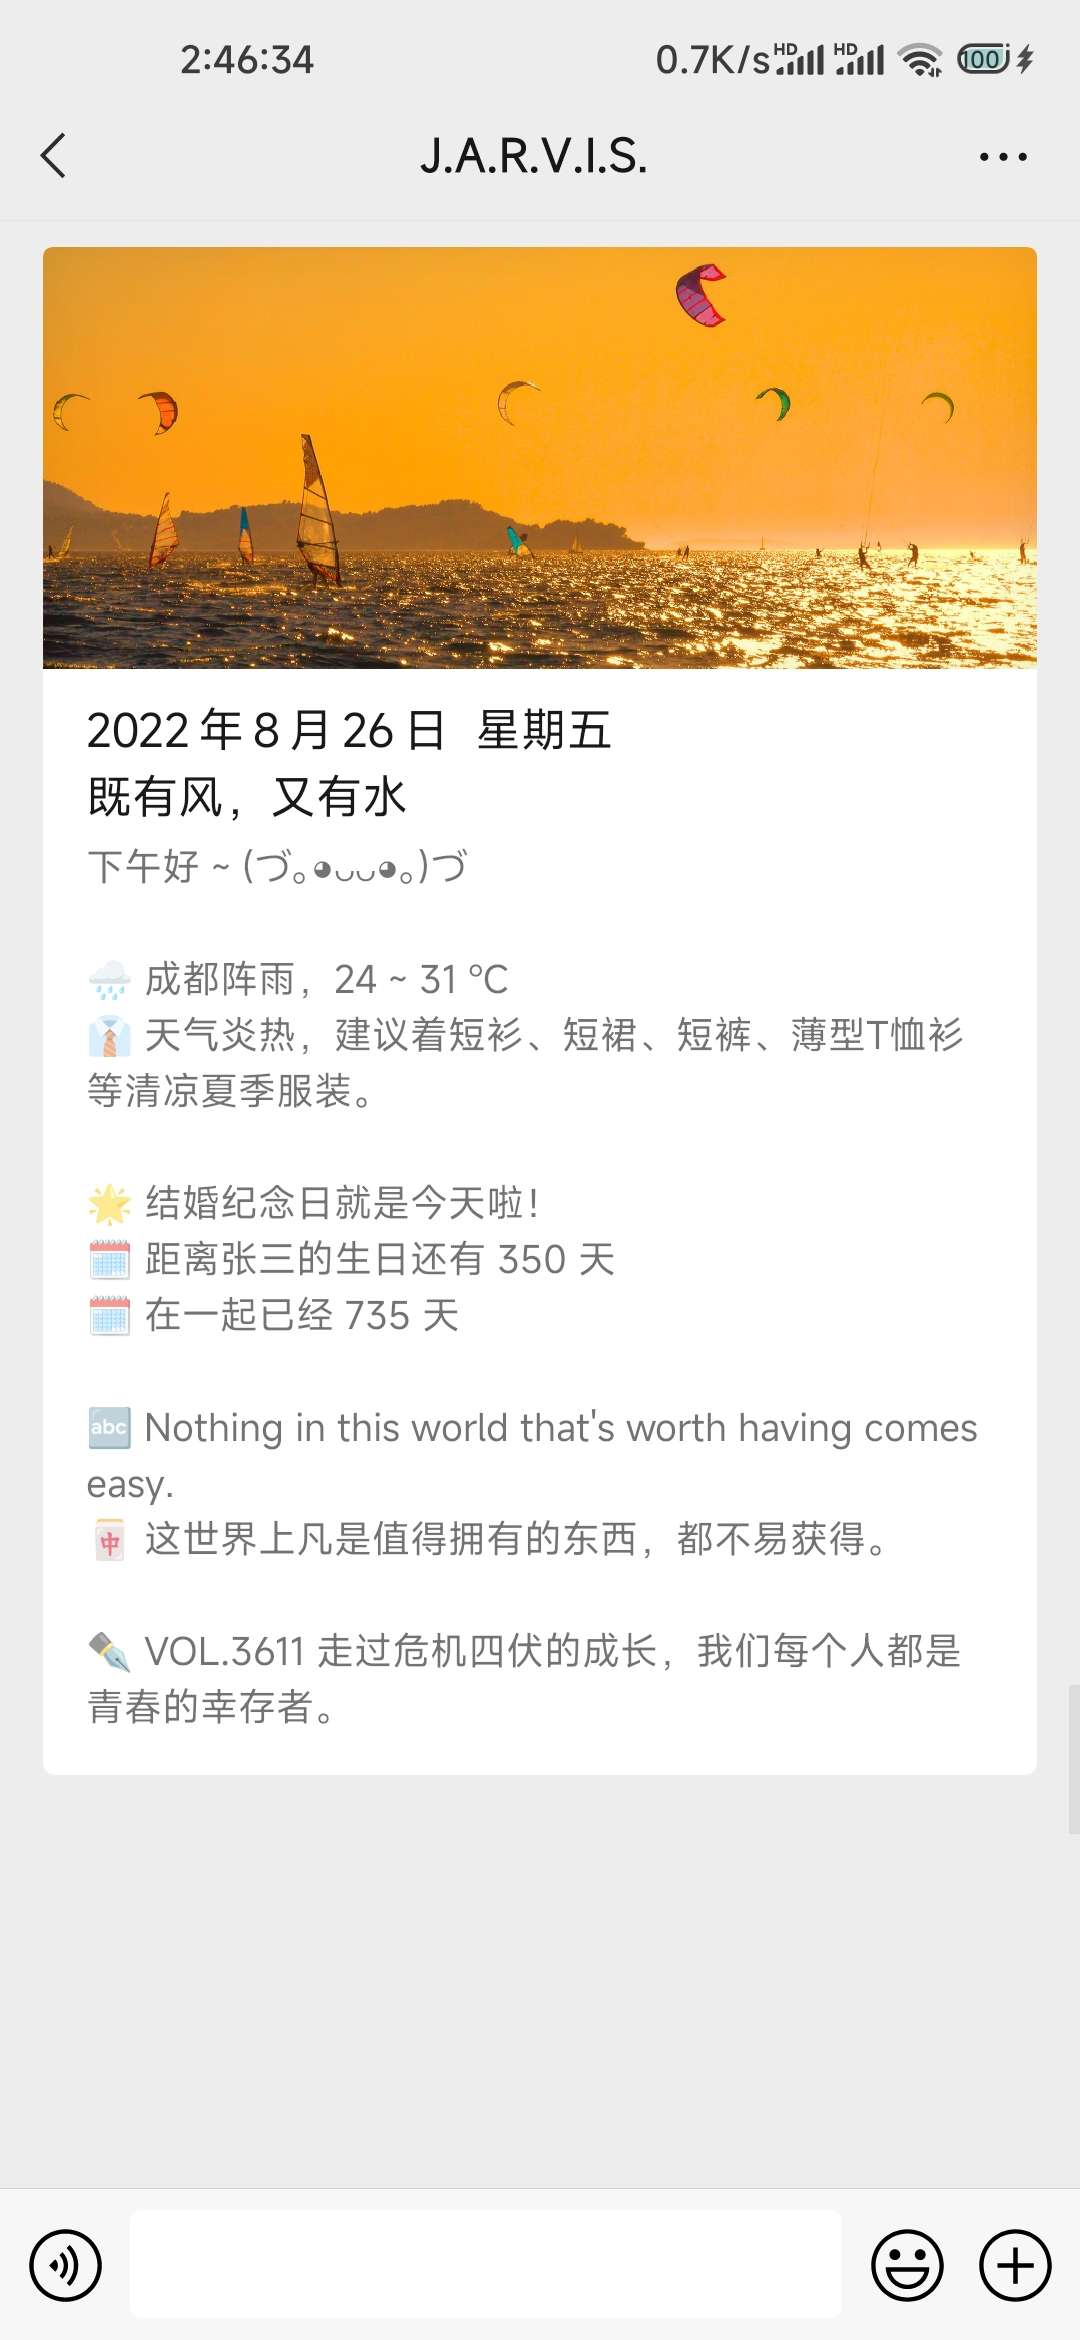 2:46:34
0.7K/s HD HD 100
J.A.R.V.I.S.
2022年8月26日 星期五
既有风，又有水
下午好 ~ (づ｡◕ᴗᴗ◕｡)づ
🌧️ 成都阵雨，24 ~ 31 ℃
👔 天气炎热，建议着短衫、短裙、短裤、薄型T恤衫
等清凉夏季服装。
🌟 结婚纪念日就是今天啦！
🗓️ 距离张三的生日还有 350 天
🗓️ 在一起已经 735 天
🔤 Nothing in this world that's worth having comes
easy.
🀄 这世界上凡是值得拥有的东西，都不易获得。
✒️ VOL.3611 走过危机四伏的成长，我们每个人都是
青春的幸存者。